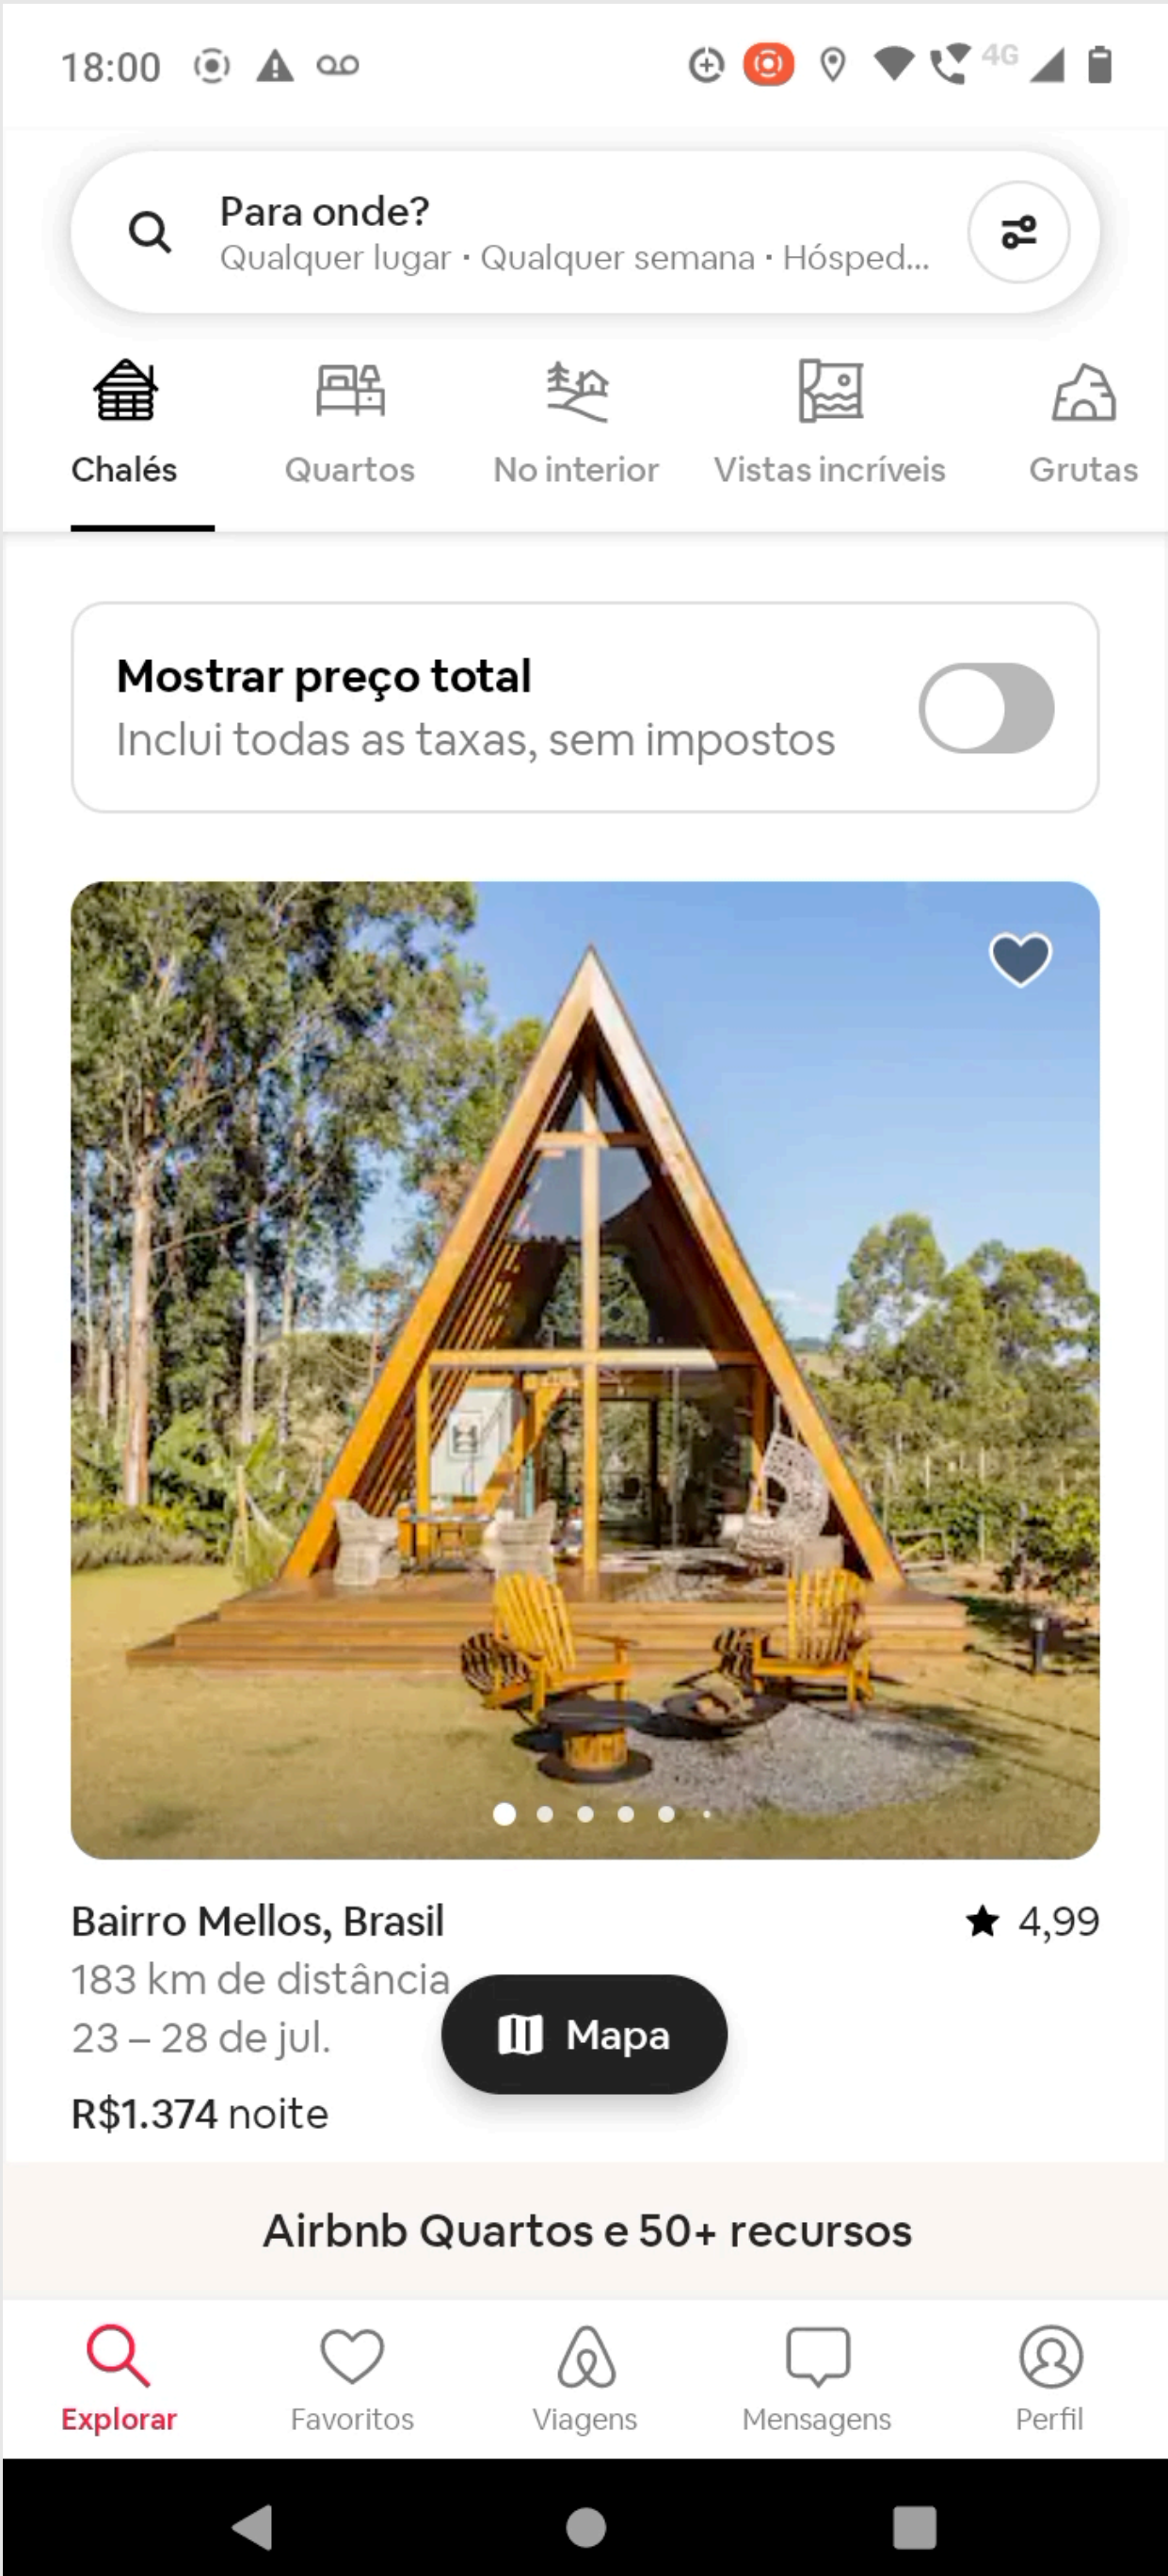 18:00
4G
Para onde?
Qualquer lugar · Qualquer semana · Hósped...
Chalés
Quartos
No interior
Vistas incríveis
Grutas
Mostrar preço total
Inclui todas as taxas, sem impostos
Bairro Mellos, Brasil
4,99
183 km de distância
23 – 28 de jul.
Mapa
R$1.374 noite
Airbnb Quartos e 50+ recursos
Explorar
Favoritos
Viagens
Mensagens
Perfil